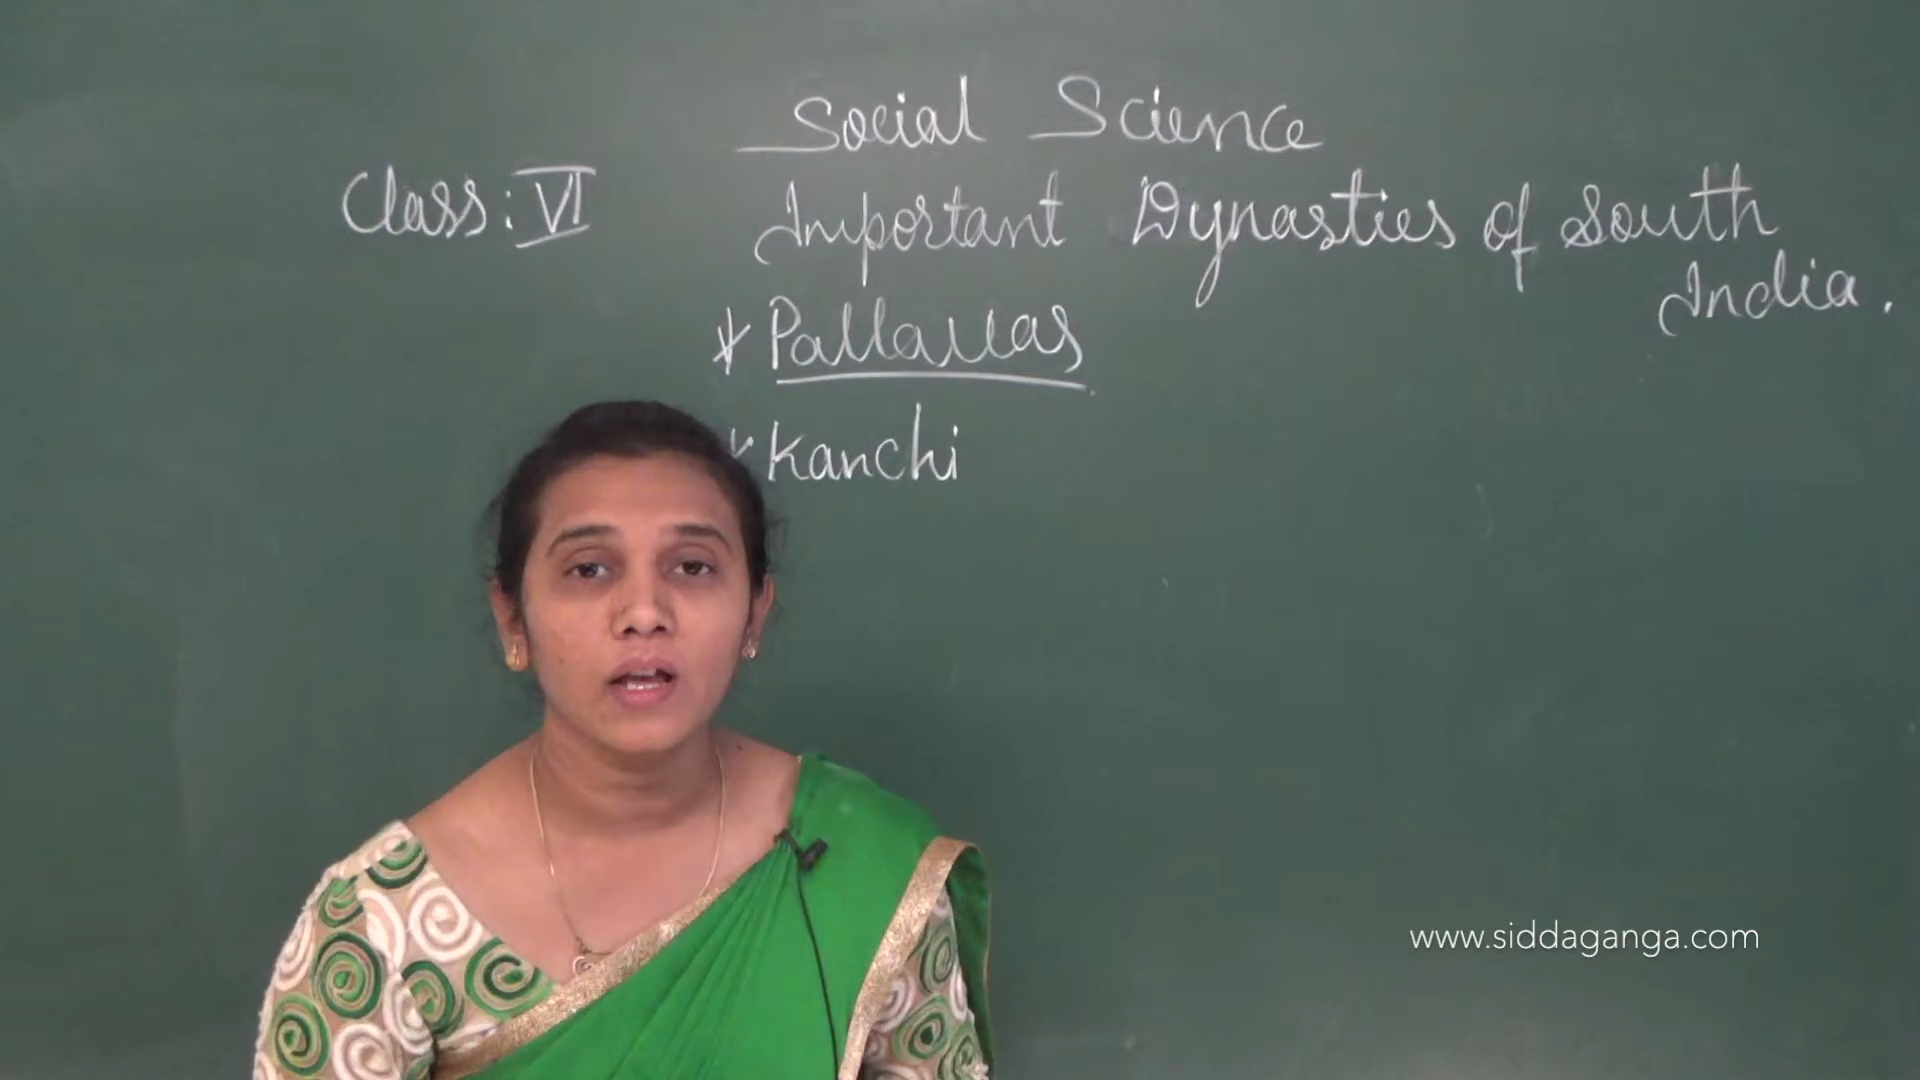 Social Science
Class: VI
Important Dynasties of South
India.
* Pallavas
* Kanchi
www.siddaganga.com